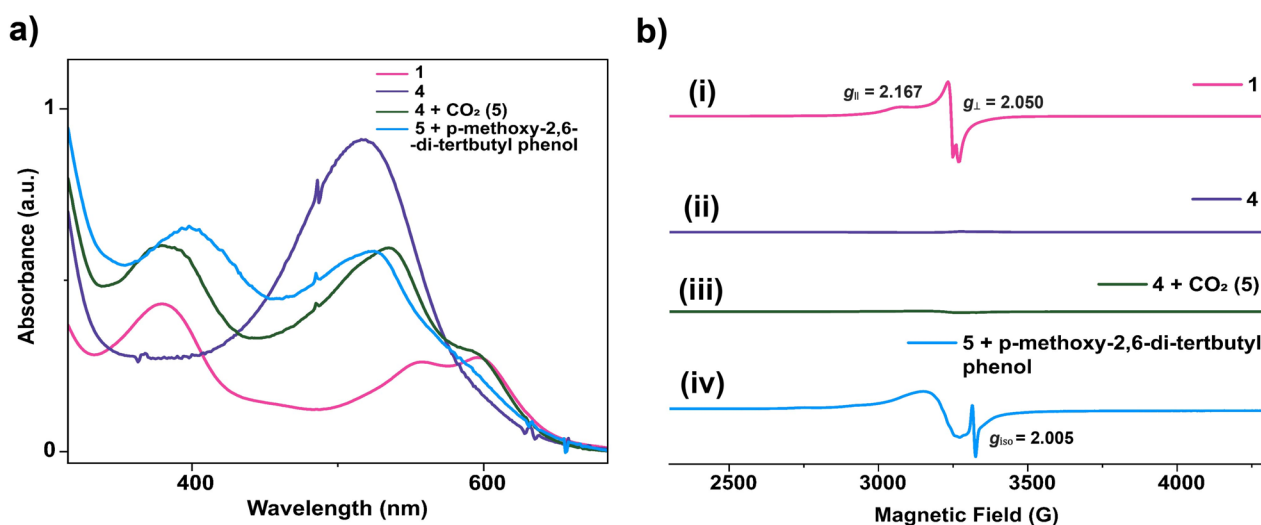 a)
1
4
4 + CO₂ (5)
5 + p-methoxy-2,6-
-di-tertbutyl phenol
1
0
Absorbance (a.u.)
400
600
Wavelength (nm)
b)
(i)
g|| = 2.167
g⊥ = 2.050
1
(ii)
4
(iii)
4 + CO₂ (5)
(iv)
5 + p-methoxy-2,6-di-tertbutyl
phenol
giso = 2.005
2500
3000
3500
4000
Magnetic Field (G)